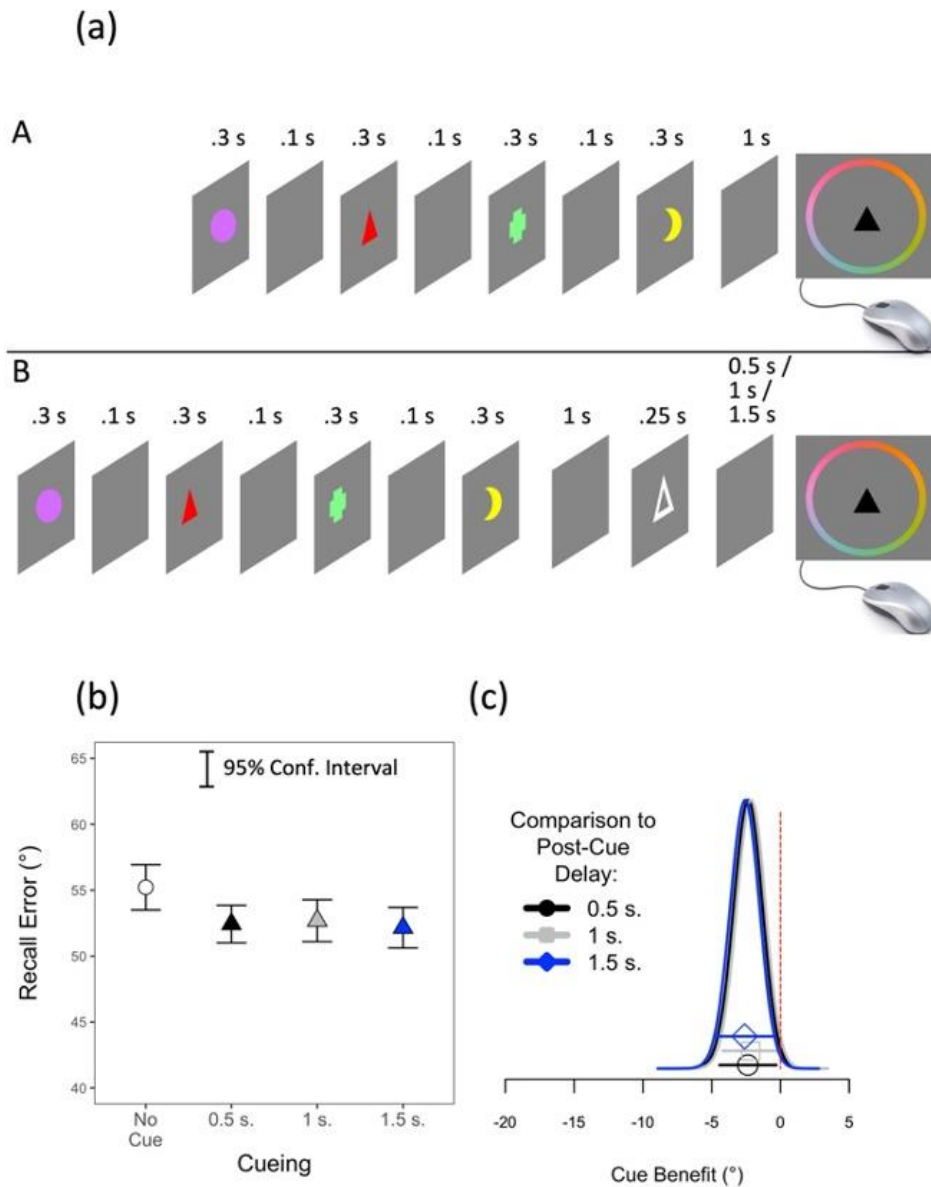 (a)
A
.3 s .1 s .3 s .1 s .3 s .1 s .3 s 1 s
B
0.5 s /
1 s /
1.5 s
.3 s .1 s .3 s .1 s .3 s .1 s .3 s 1 s .25 s
(b)
65
60
55
50
45
40
Recall Error (°)
95% Conf. Interval
No
Cue
0.5 s. 1 s. 1.5 s.
Cueing
(c)
Comparison to
Post-Cue
Delay:
0.5 s.
1 s.
1.5 s.
-20 -15 -10 -5 0 5
Cue Benefit (°)